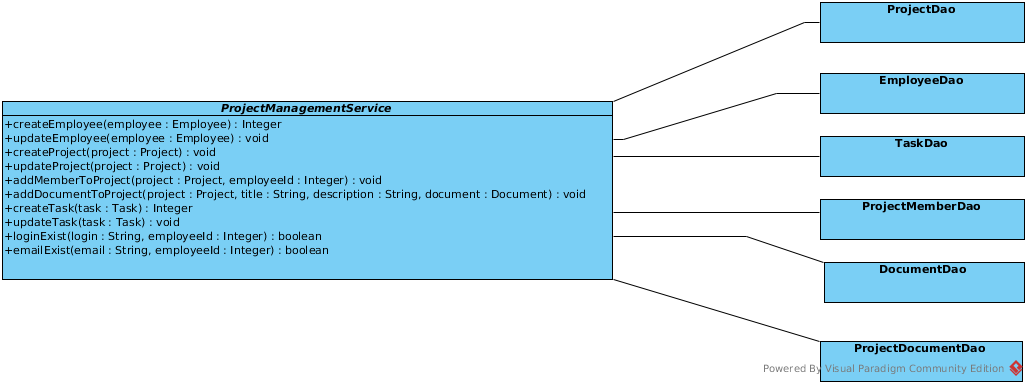 ProjectDao
EmployeeDao
ProjectManagementService
+createEmployee(employee : Employee) : Integer
+updateEmployee(employee : Employee) : void
+createProject(project : Project) : void
+updateProject(project : Project) : void
+addMemberToProject(project : Project, employeeId : Integer) : void
+addDocumentToProject(project : Project, title : String, description : String, document : Document) : void
+createTask(task : Task) : Integer
+updateTask(task : Task) : void
+loginExist(login : String, employeeId : Integer) : boolean
+emailExist(email : String, employeeId : Integer) : boolean
TaskDao
ProjectMemberDao
DocumentDao
ProjectDocumentDao
Powered By Visual Paradigm Community Edition